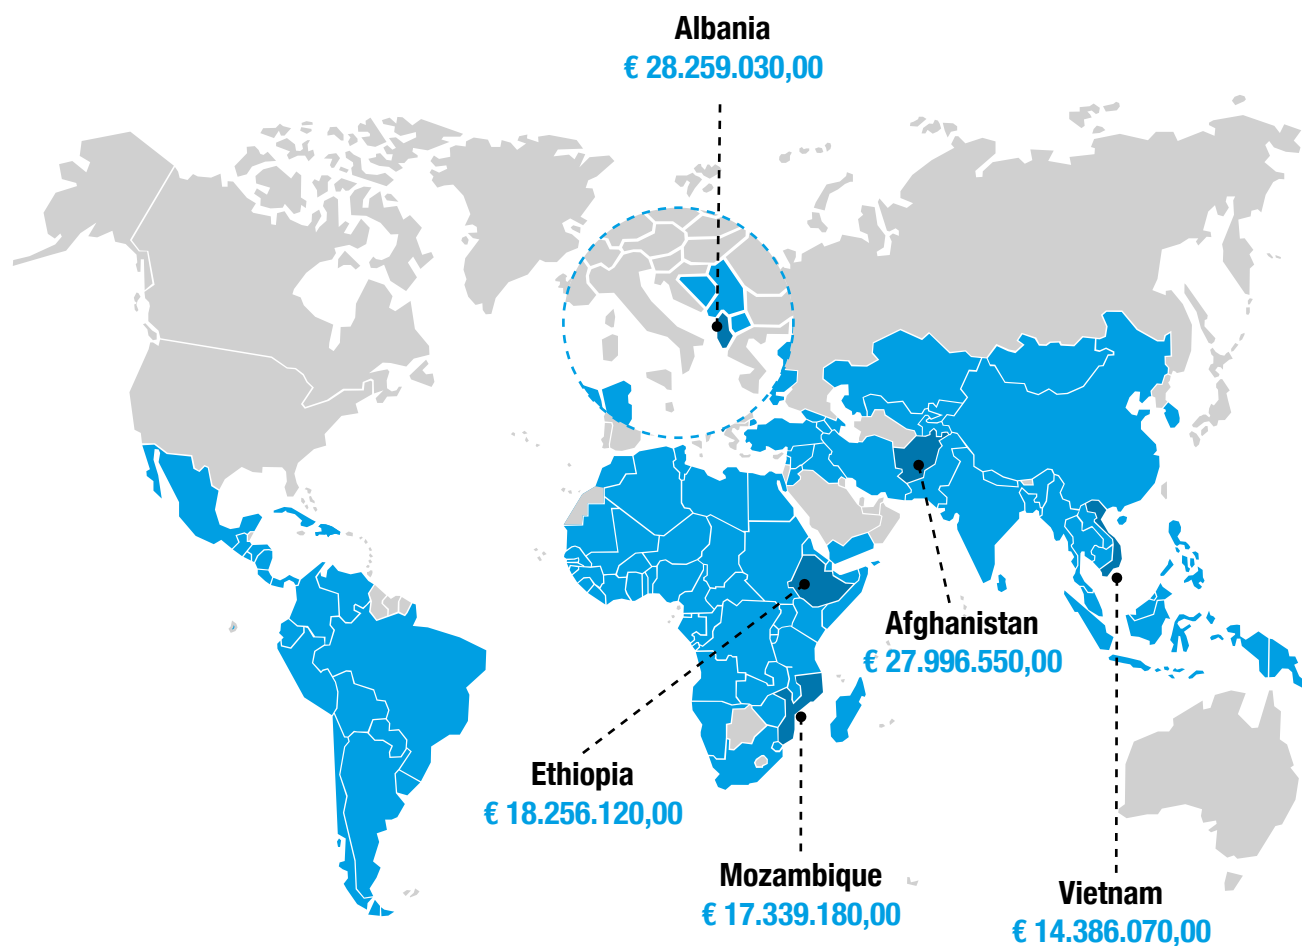 Albania
€ 28.259.030,00
Afghanistan
€ 27.996.550,00
Ethiopia
€ 18.256.120,00
Mozambique
€ 17.339.180,00
Vietnam
€ 14.386.070,00